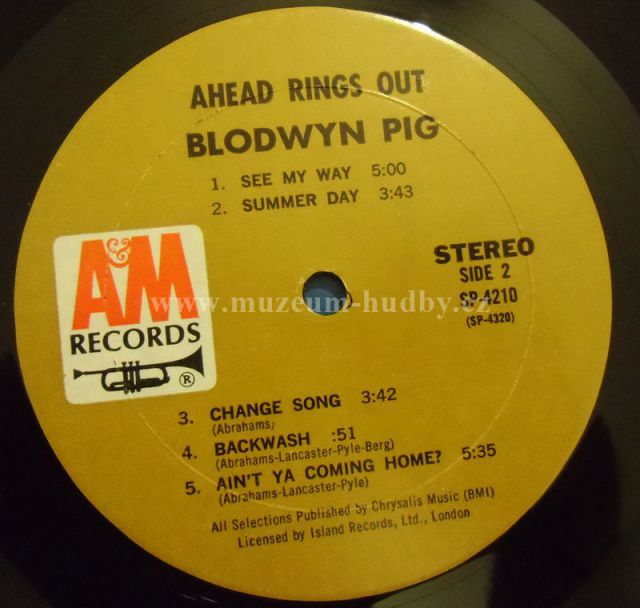 AHEAD RINGS OUT
BLODWYN PIG
1. SEE MY WAY 5:00
2. SUMMER DAY 3:43
STEREO
SIDE 2
SP-4210
(SP-4320)
A&M
RECORDS
®
www.muzeum-hudby.cz
3. CHANGE SONG 3:42
(Abrahams)
4. BACKWASH :51
(Abrahams-Lancaster-Pyle-Berg)
5. AIN'T YA COMING HOME? 5:35
(Abrahams-Lancaster-Pyle)
All Selections Published by Chrysalis Music (BMI)
Licensed by Island Records, Ltd., London